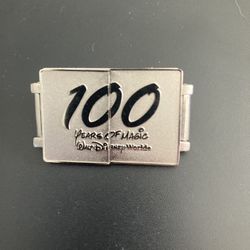 100
YEARS OF MAGIC
WALT DISNEY World®